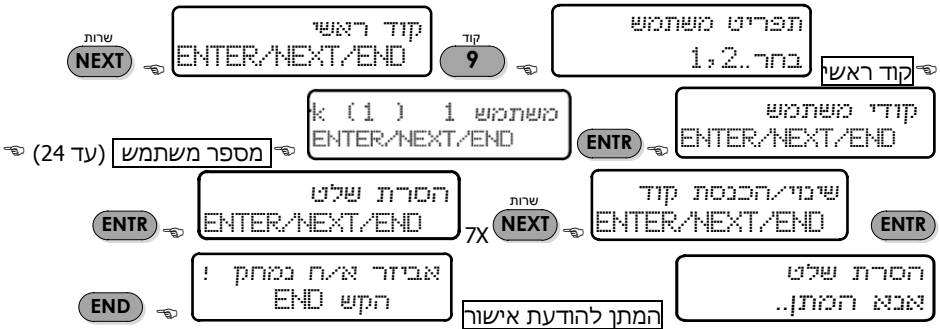 קוד ראשי ☜ תפריט משתמש
בחר..1,2 ☜ קוד
9 קוד ראשי
ENTER/NEXT/END ☜ שרות
NEXT
קודי משתמש
ENTER/NEXT/END ☜ ENTR משתמש 1 ( 1 ) k
ENTER/NEXT/END ☜ מספר משתמש (עד 24) ☜
ENTR שינוי/הכנסת קוד
ENTER/NEXT/END ☜ שרות
NEXT 7X הסרת שלט
ENTER/NEXT/END ☜ ENTR
הסרת שלט
אנא המתן.. המתן להודעת אישור אביזר א/ח נמחק !
הקש END ☜ END